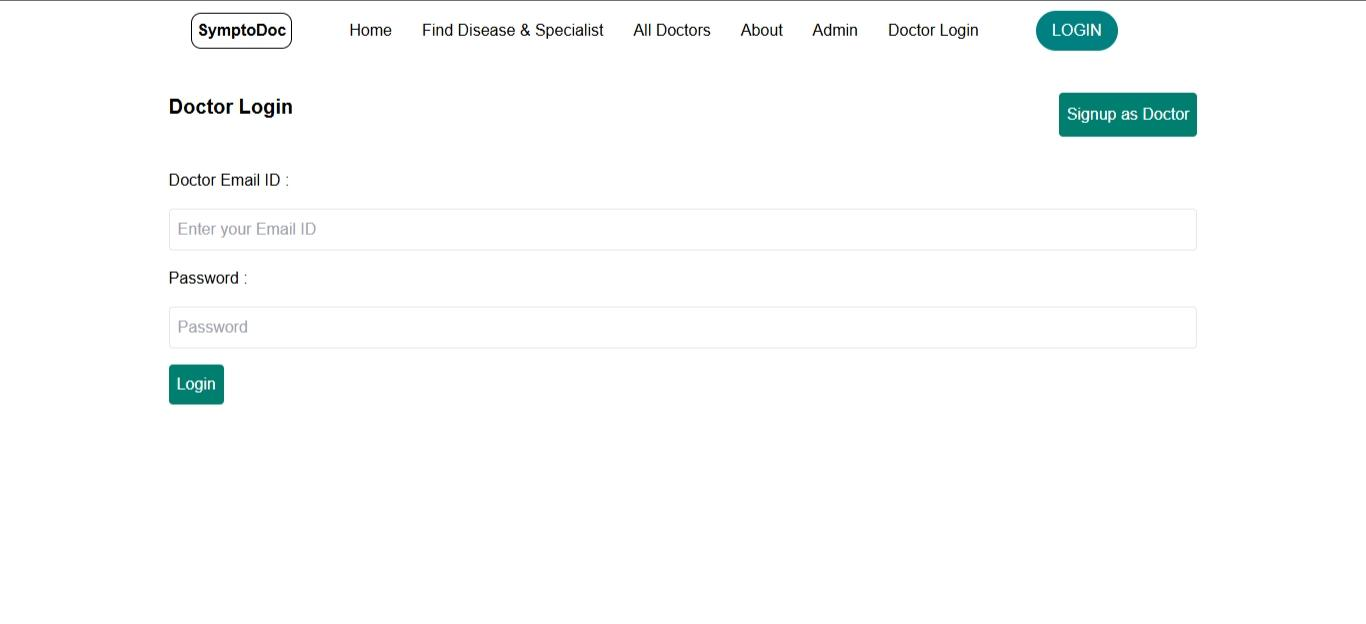 SymptoDoc Home Find Disease & Specialist All Doctors About Admin Doctor Login LOGIN
Doctor Login
Signup as Doctor
Doctor Email ID :
Enter your Email ID
Password :
Password
Login